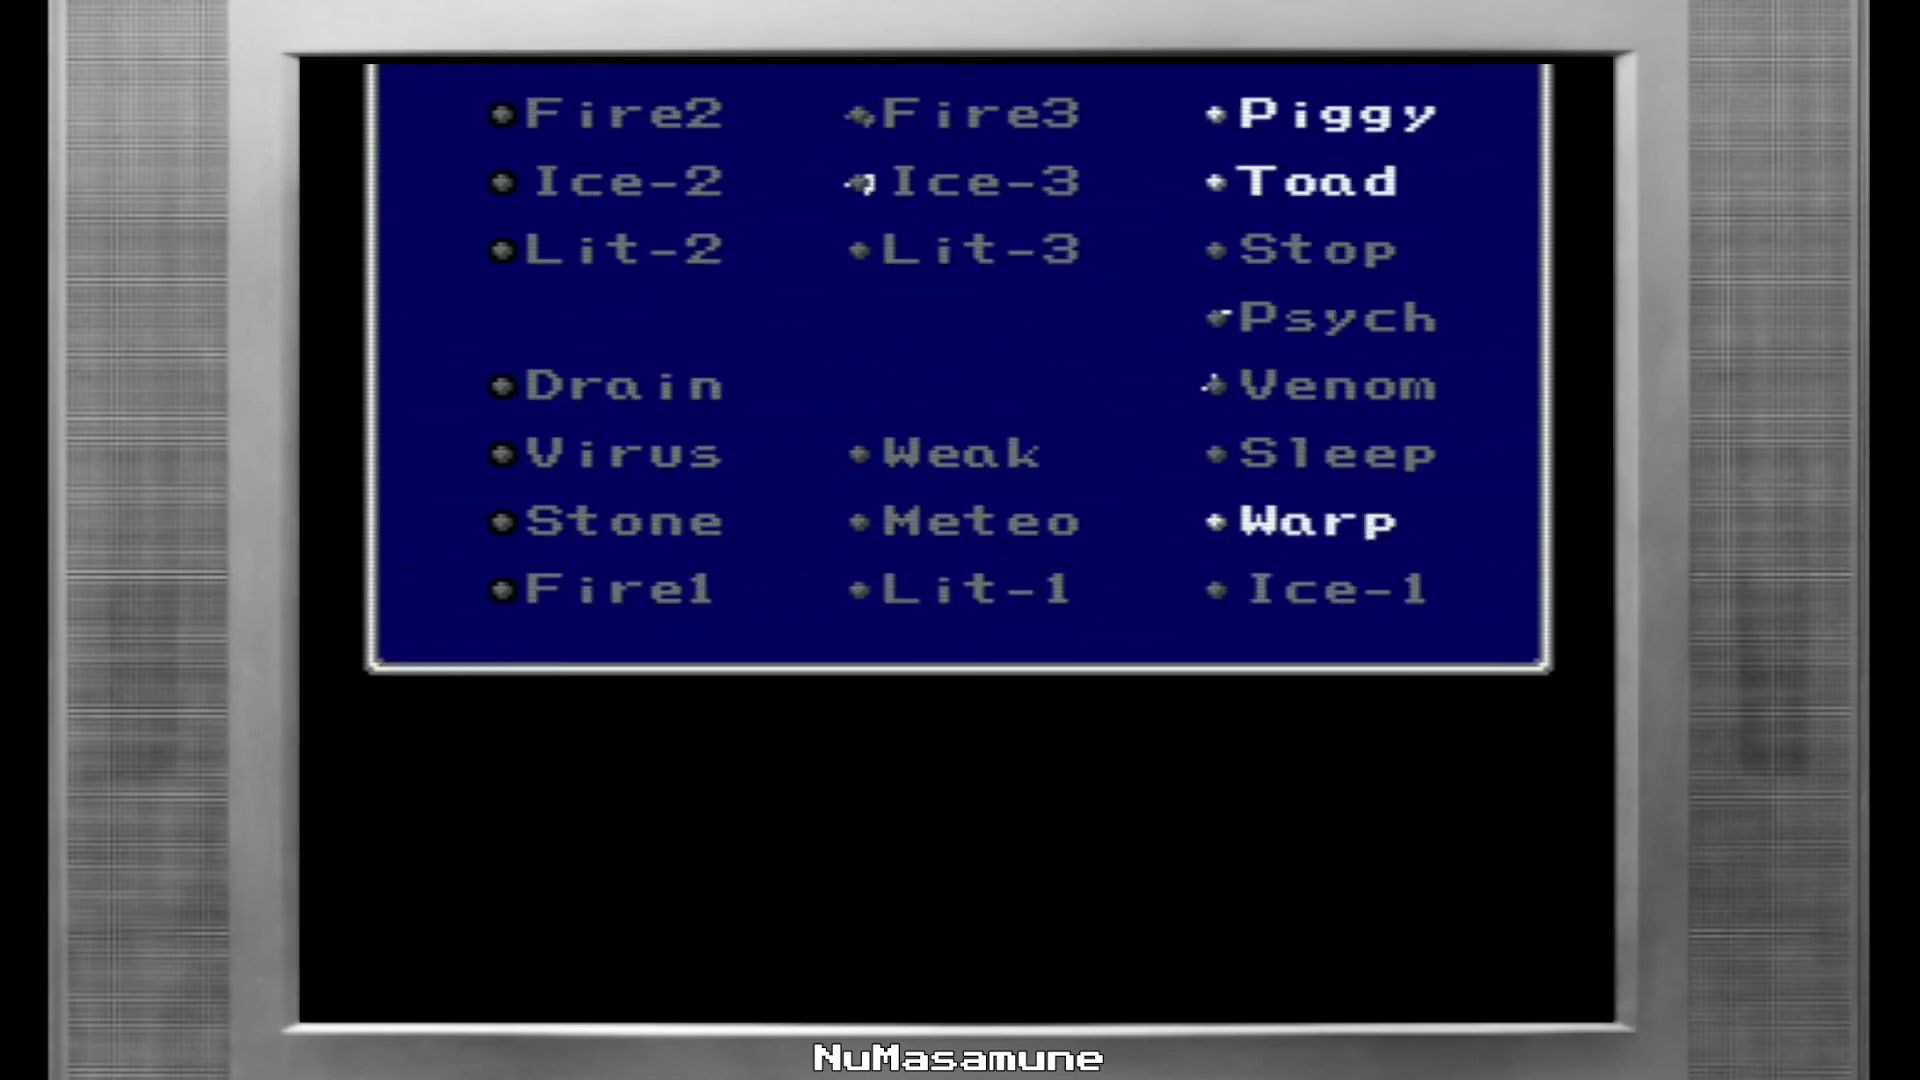 Fire2 Fire3 Piggy
Ice-2 Ice-3 Toad
Lit-2 Lit-3 Stop
Psych
Drain Venom
Virus Weak Sleep
Stone Meteo Warp
Fire1 Lit-1 Ice-1
NuMasamune